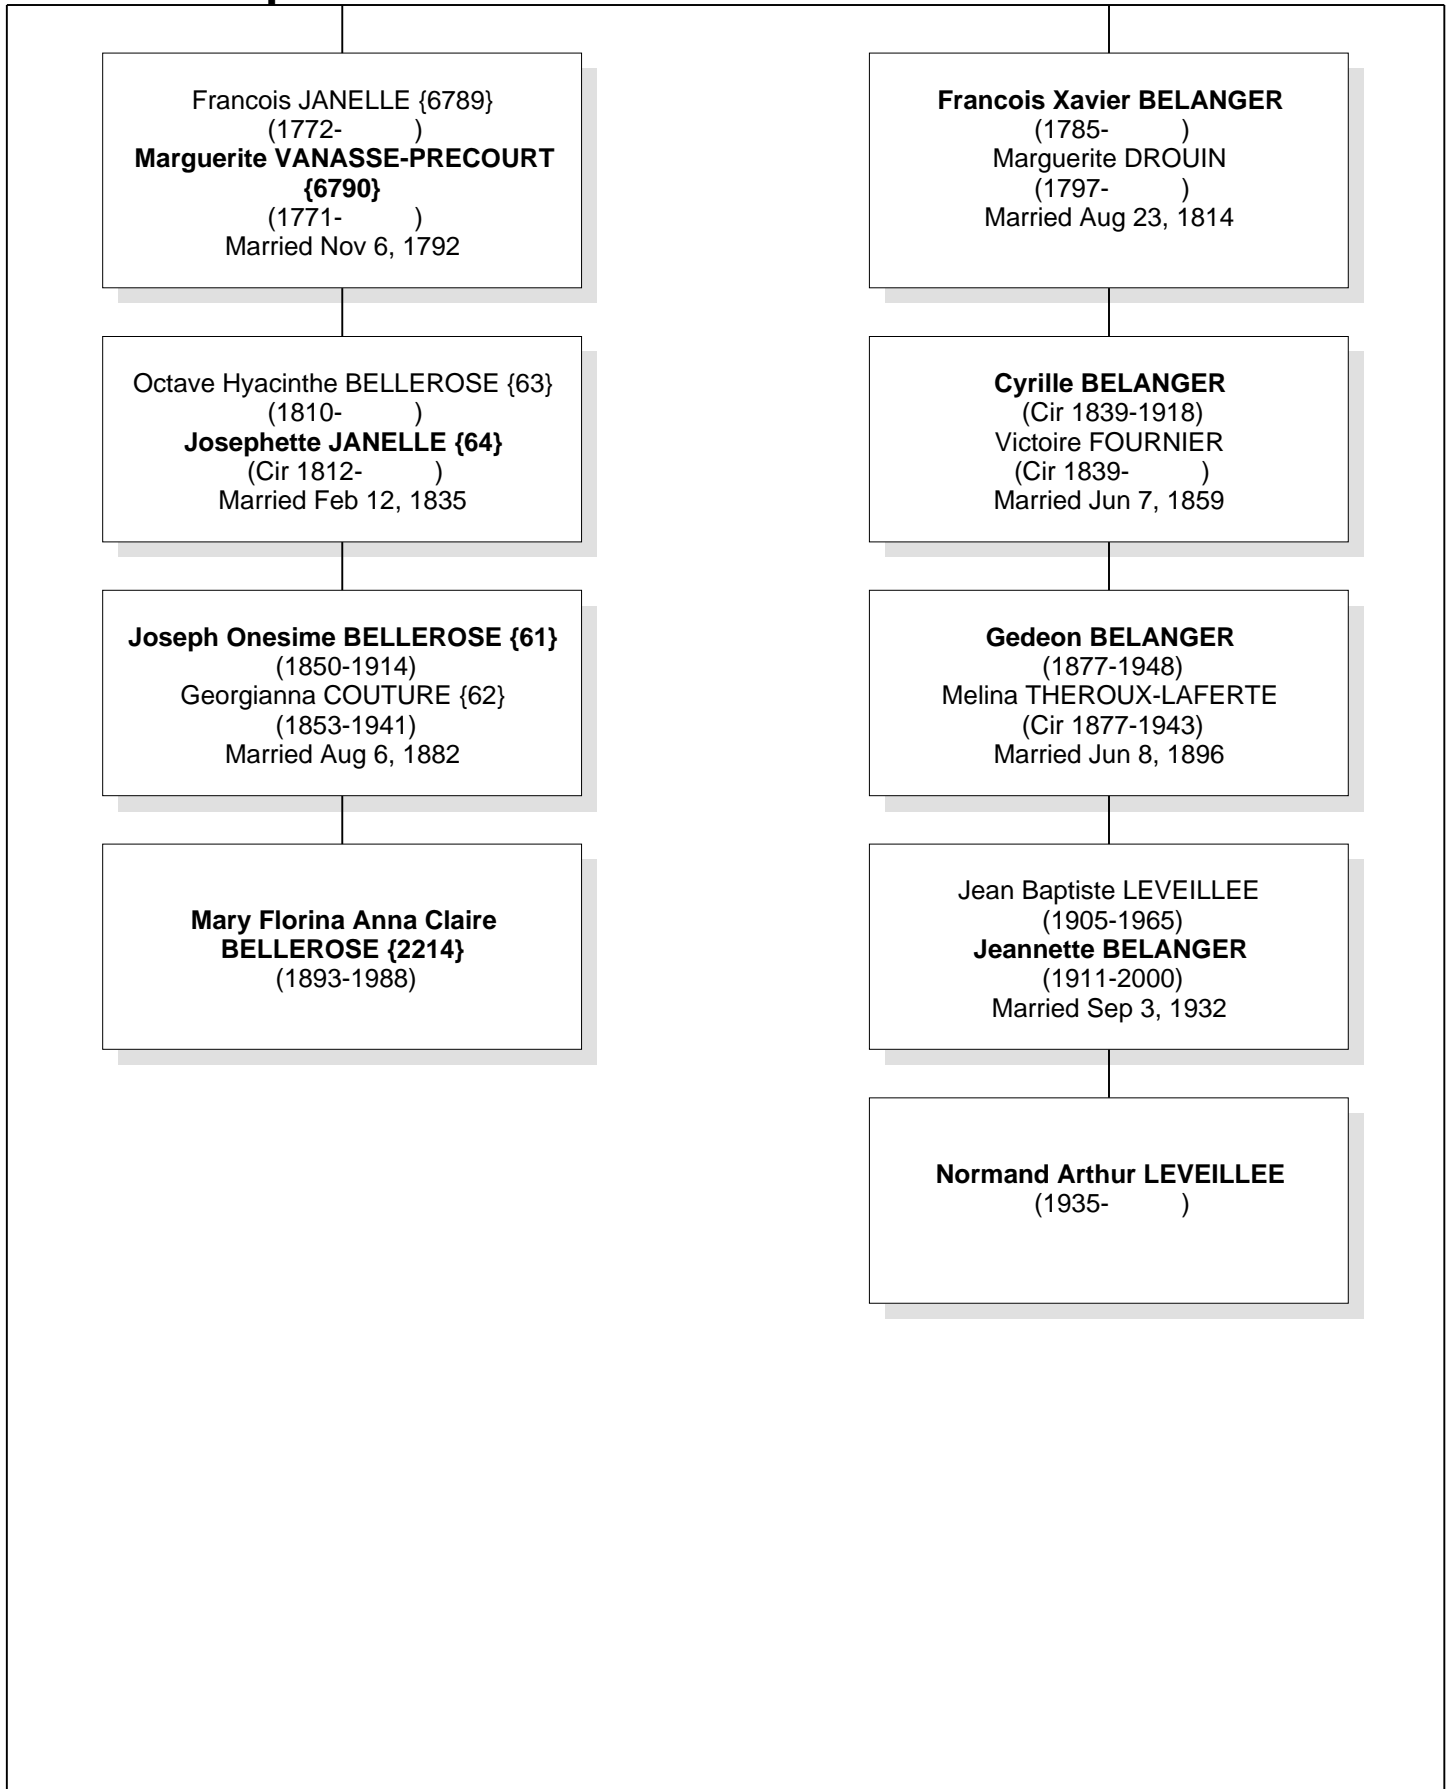 Francois JANELLE {6789}
(1772- )
Marguerite VANASSE-PRECOURT
{6790}
(1771- )
Married Nov 6, 1792
Octave Hyacinthe BELLEROSE {63}
(1810- )
Josephette JANELLE {64}
(Cir 1812- )
Married Feb 12, 1835
Joseph Onesime BELLEROSE {61}
(1850-1914)
Georgianna COUTURE {62}
(1853-1941)
Married Aug 6, 1882
Mary Florina Anna Claire
BELLEROSE {2214}
(1893-1988)
Francois Xavier BELANGER
(1785- )
Marguerite DROUIN
(1797- )
Married Aug 23, 1814
Cyrille BELANGER
(Cir 1839-1918)
Victoire FOURNIER
(Cir 1839- )
Married Jun 7, 1859
Gedeon BELANGER
(1877-1948)
Melina THEROUX-LAFERTE
(Cir 1877-1943)
Married Jun 8, 1896
Jean Baptiste LEVEILLEE
(1905-1965)
Jeannette BELANGER
(1911-2000)
Married Sep 3, 1932
Normand Arthur LEVEILLEE
(1935- )